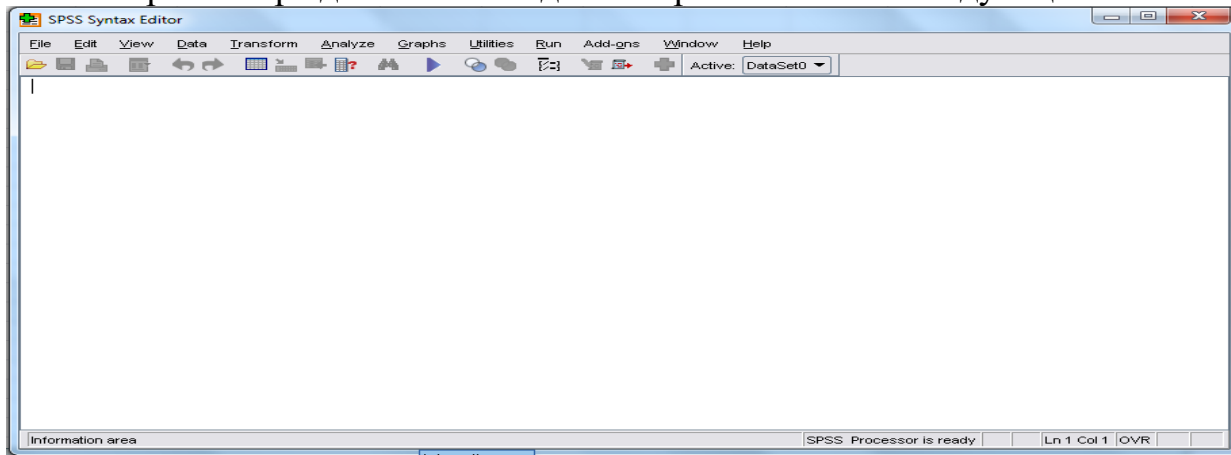 SPSS Syntax Editor
File Edit View Data Transform Analyze Graphs Utilities Run Add-ons Window Help
Active: DataSet0
Information area SPSS Processor is ready Ln 1 Col 1 OVR